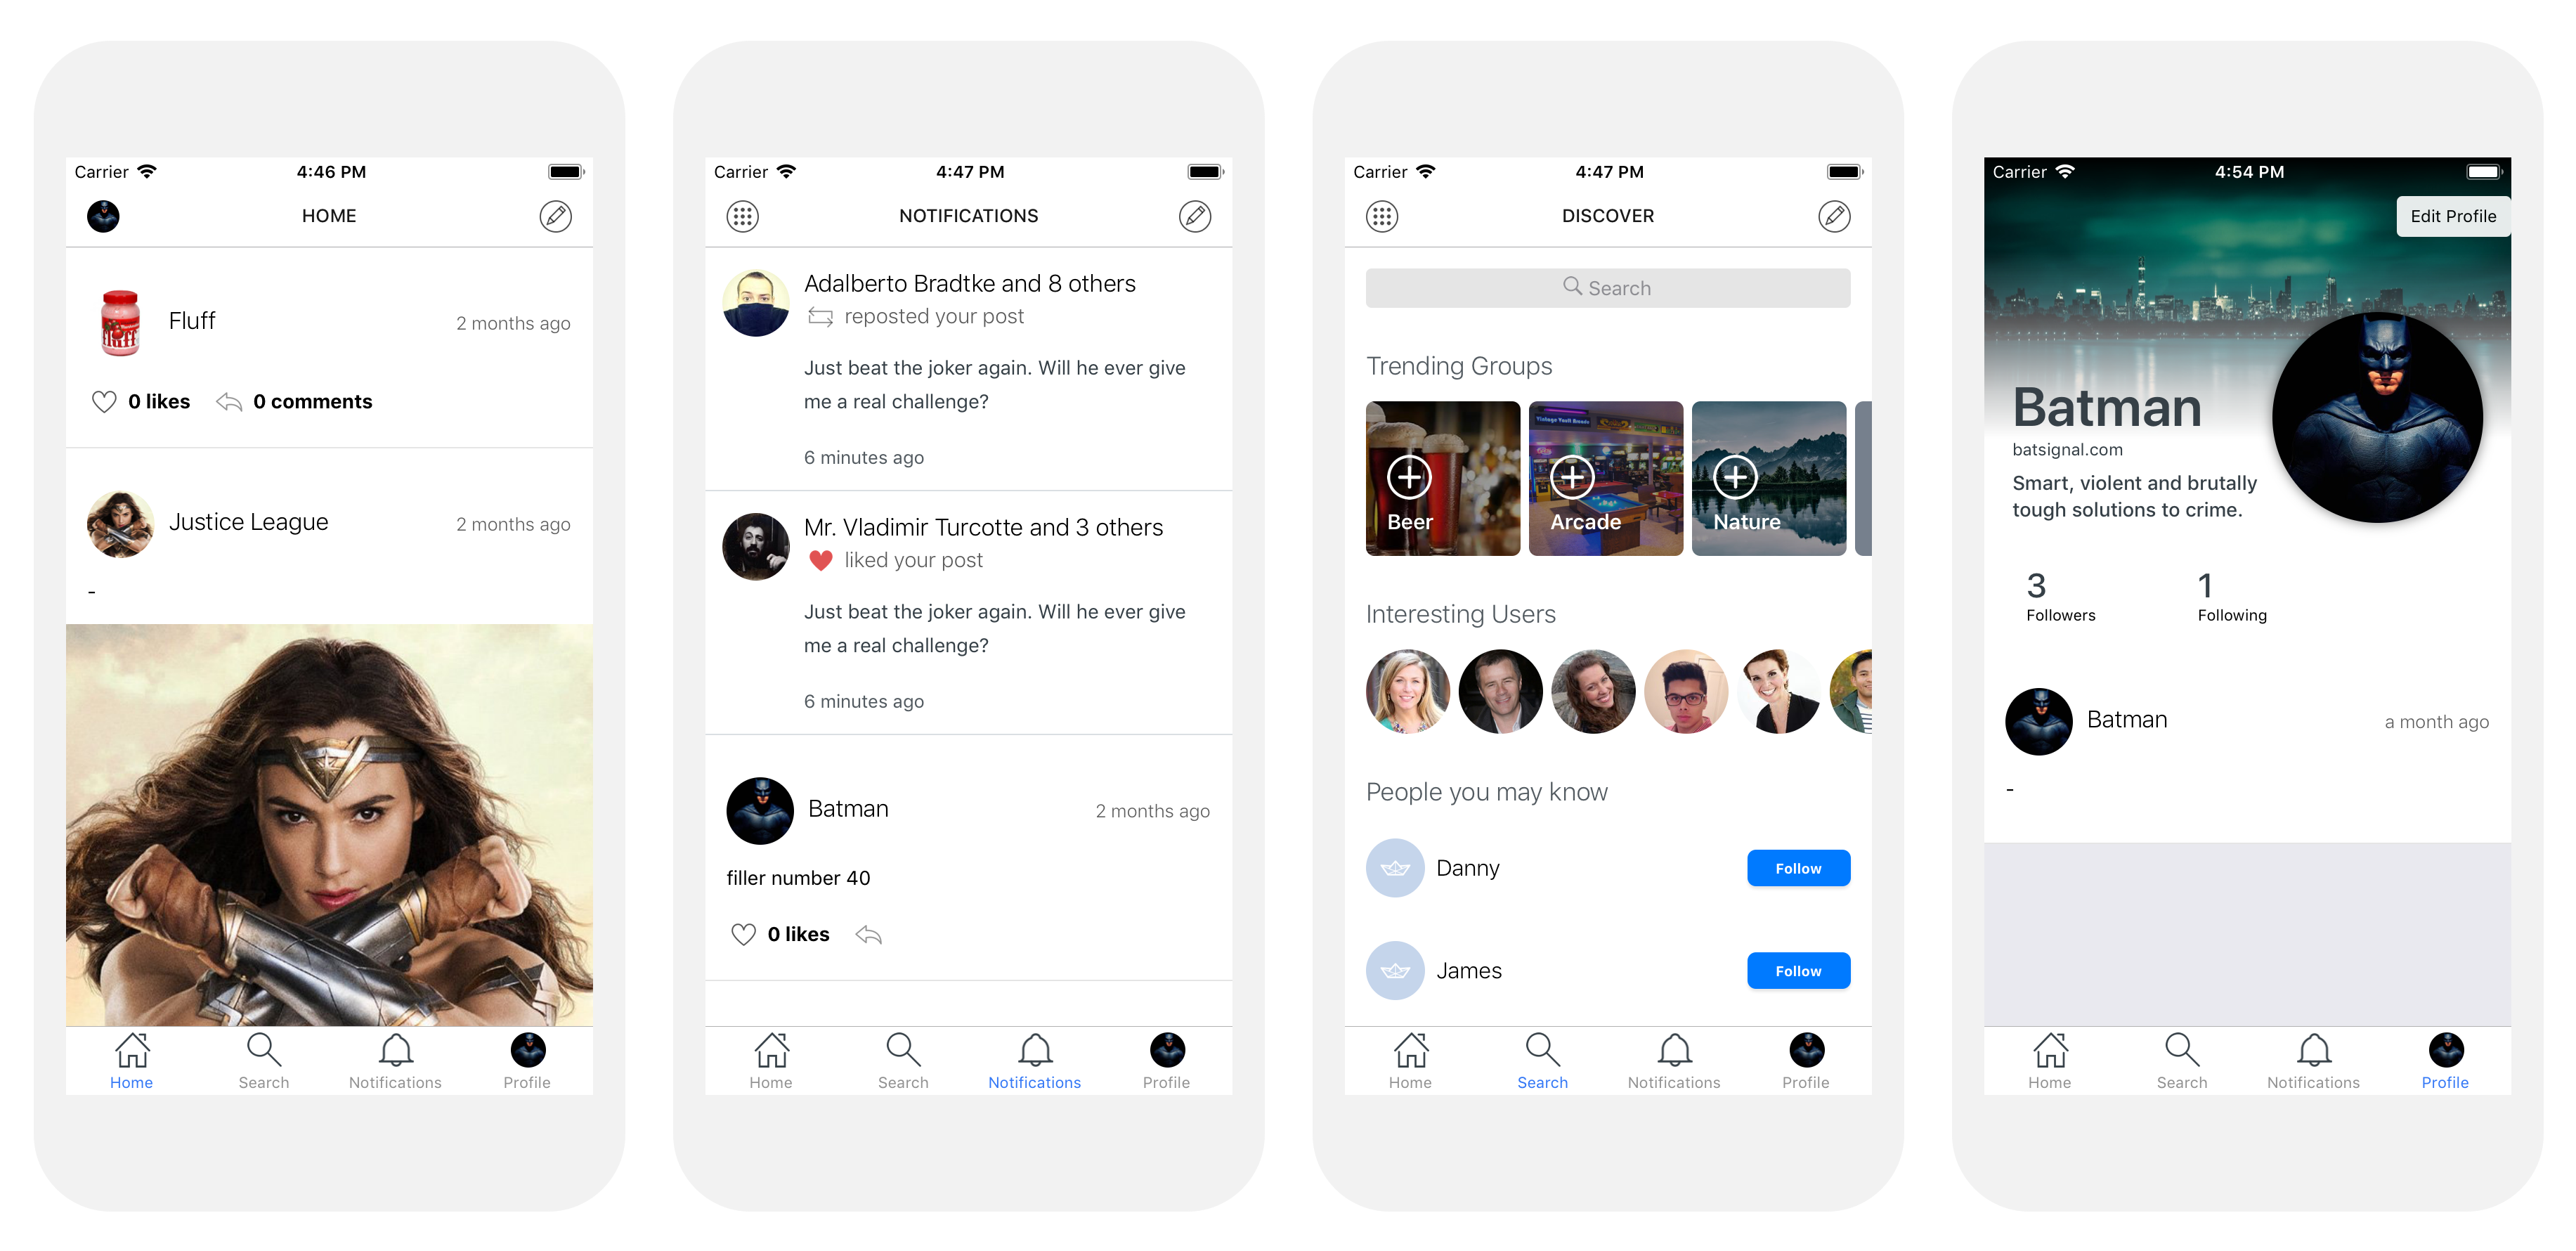 Carrier 4:46 PM
HOME
Fluff 2 months ago
0 likes 0 comments
Justice League 2 months ago
-
Home Search Notifications Profile
Carrier 4:47 PM
NOTIFICATIONS
Adalberto Bradtke and 8 others
reposted your post
Just beat the joker again. Will he ever give
me a real challenge?
6 minutes ago
Mr. Vladimir Turcotte and 3 others
liked your post
Just beat the joker again. Will he ever give
me a real challenge?
6 minutes ago
Batman 2 months ago
filler number 40
0 likes
Home Search Notifications Profile
Carrier 4:47 PM
DISCOVER
Search
Trending Groups
Beer Arcade Nature
Interesting Users
People you may know
Danny Follow
James Follow
Home Search Notifications Profile
Carrier 4:54 PM
Edit Profile
Batman
batsignal.com
Smart, violent and brutally
tough solutions to crime.
3 1
Followers Following
Batman a month ago
-
Home Search Notifications Profile